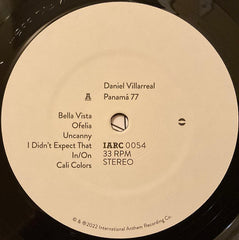 Daniel Villarreal
A Panamá 77
Bella Vista
Ofelia
Uncanny
I Didn't Expect That
In/On
Cali Colors
IARC 0054
33 RPM
STEREO
© & ℗ 2022 International Anthem Recording Co.